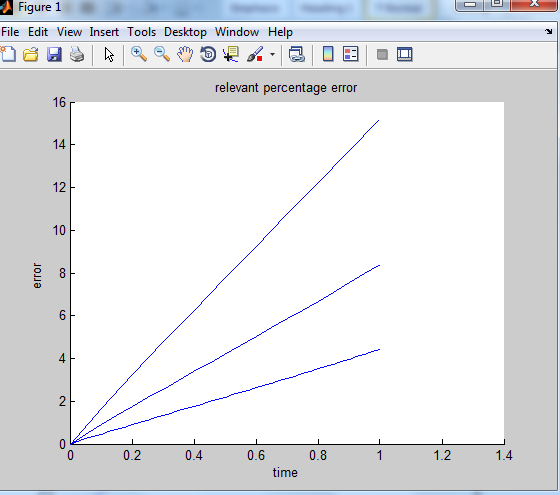 Figure 1
File Edit View Insert Tools Desktop Window Help
relevant percentage error
16
14
12
10
8
6
4
2
0
error
0 0.2 0.4 0.6 0.8 1 1.2 1.4
time